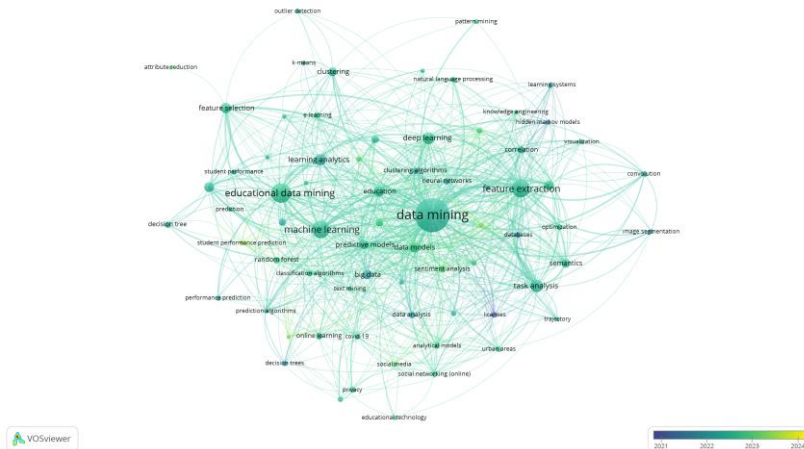 outlier detection
pattern mining
k-means
attribute reduction
clustering
natural language processing
learning systems
feature selection
e-learning
knowledge engineering
hidden markov models
deep learning
visualization
correlation
learning analytics
student performance
clustering algorithms
convolution
neural networks
educational data mining
education
feature extraction
prediction
data mining
decision tree
machine learning
optimization
databases
image segmentation
student performance prediction
predictive models
data models
random forest
semantics
classification algorithms
big data
sentiment analysis
text mining
task analysis
performance prediction
prediction algorithms
data analysis
licenses
trajectory
online learning
covid-19
analytical models
urban areas
decision trees
social media
social networking (online)
privacy
educational technology
VOSviewer
2021 2022 2023 2024